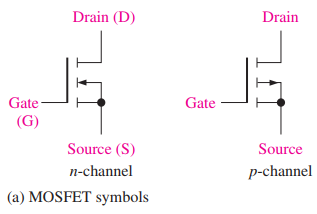 Drain (D)
Drain
Gate
(G)
Gate
Source (S)
Source
n-channel
p-channel
(a) MOSFET symbols